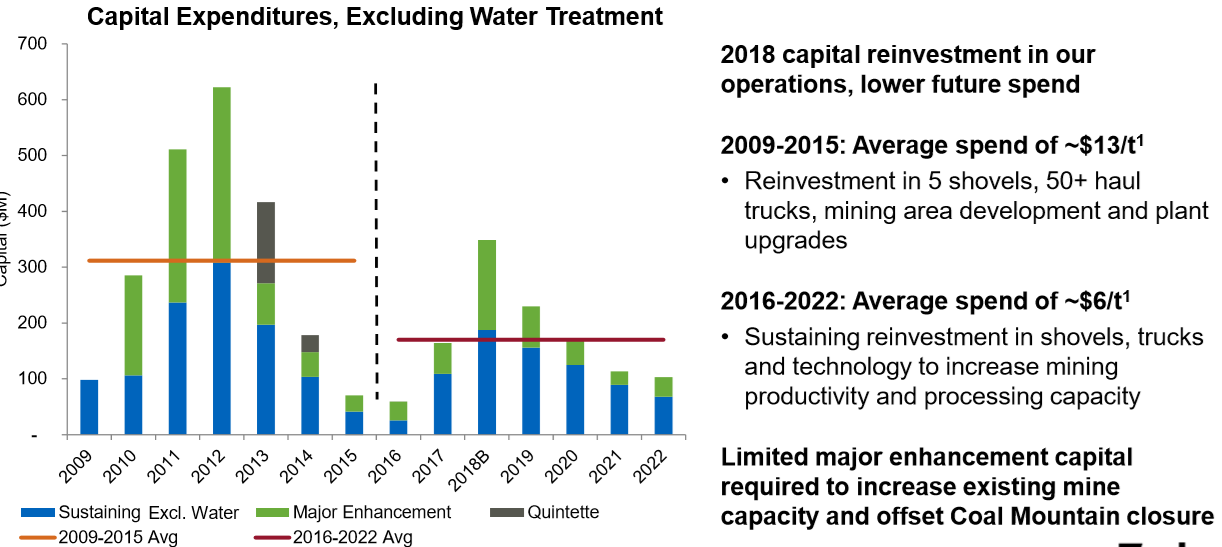 Capital Expenditures, Excluding Water Treatment
700
600
500
400
300
200
100
-
Capital ($M)
2009
2010
2011
2012
2013
2014
2015
2016
2017
2018B
2019
2020
2021
2022
Sustaining Excl. Water
Major Enhancement
Quintette
2009-2015 Avg
2016-2022 Avg
2018 capital reinvestment in our
operations, lower future spend
2009-2015: Average spend of ~$13/t¹
• Reinvestment in 5 shovels, 50+ haul
trucks, mining area development and plant
upgrades
2016-2022: Average spend of ~$6/t¹
• Sustaining reinvestment in shovels, trucks
and technology to increase mining
productivity and processing capacity
Limited major enhancement capital
required to increase existing mine
capacity and offset Coal Mountain closure